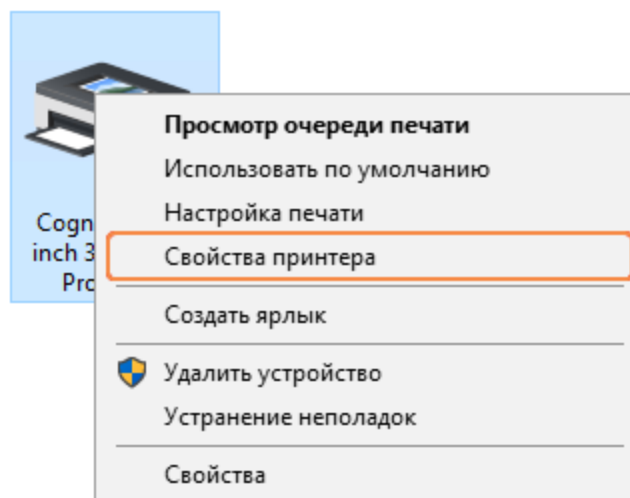 Просмотр очереди печати
Использовать по умолчанию
Настройка печати
Cogn
inch 3
Свойства принтера
Создать ярлык
Удалить устройство
Устранение неполадок
Свойства